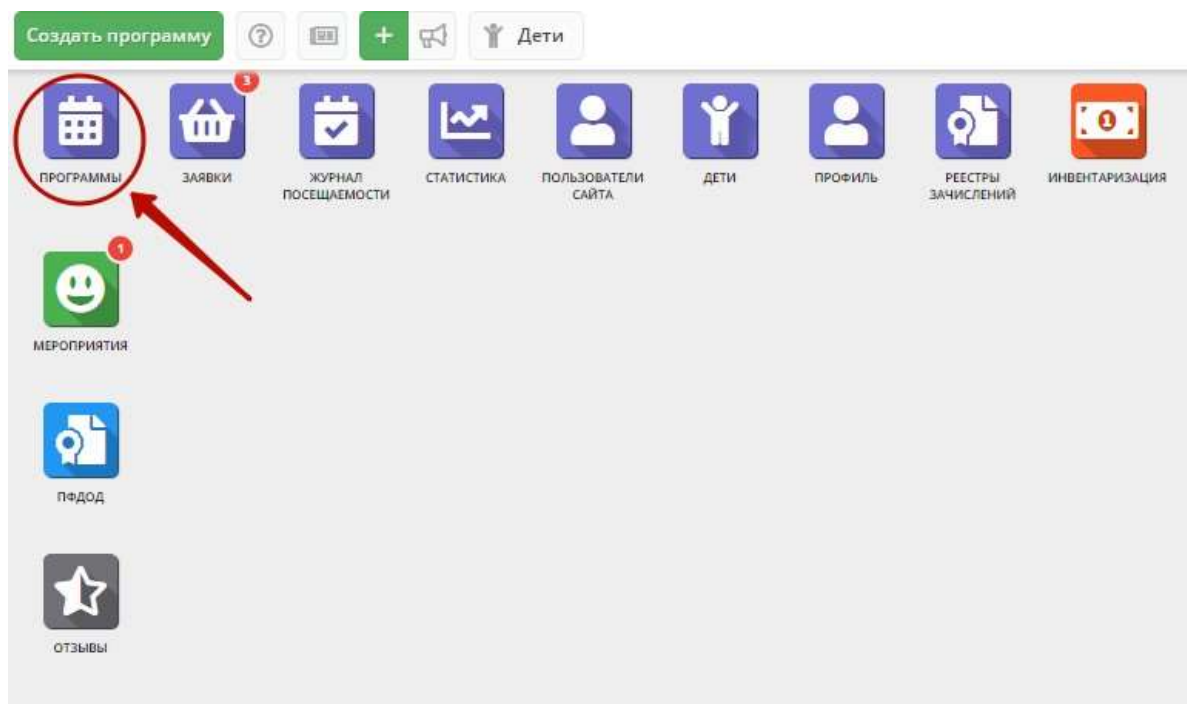 Создать программу
Дети
3
ПРОГРАММЫ
ЗАЯВКИ
ЖУРНАЛ
ПОСЕЩАЕМОСТИ
СТАТИСТИКА
ПОЛЬЗОВАТЕЛИ
САЙТА
ДЕТИ
ПРОФИЛЬ
РЕЕСТРЫ
ЗАЧИСЛЕНИЙ
1
ИНВЕНТАРИЗАЦИЯ
1
МЕРОПРИЯТИЯ
ПФДОД
ОТЗЫВЫ